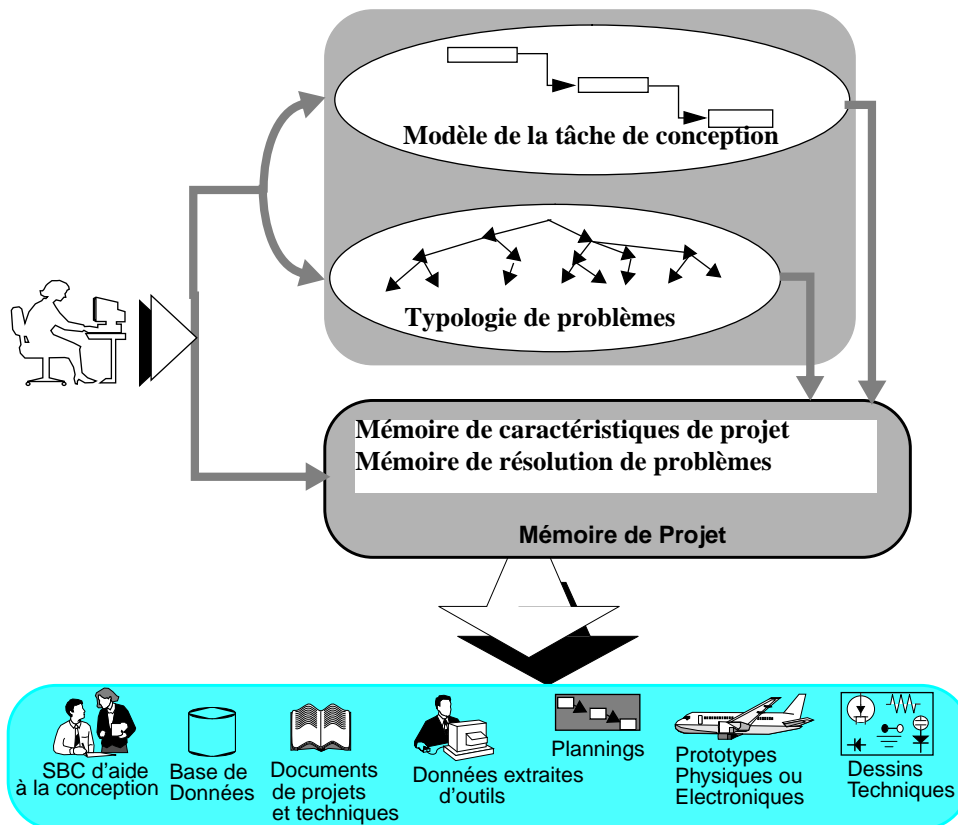 Modèle de la tâche de conception
Typologie de problèmes
Mémoire de caractéristiques de projet
Mémoire de résolution de problèmes
Mémoire de Projet
SBC d'aide
à la conception
Base de
Données
Documents
de projets
et techniques
Données extraites
d'outils
Plannings
Prototypes
Physiques ou
Electroniques
Dessins
Techniques